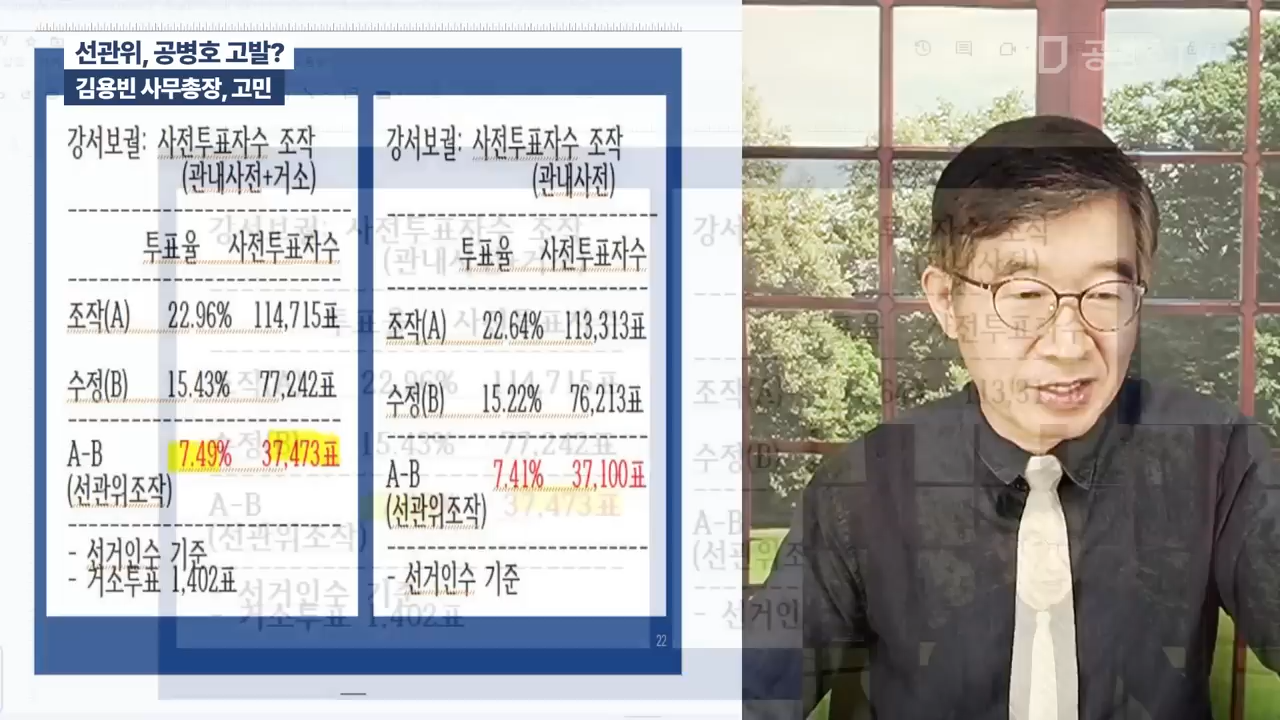 선관위, 공병호 고발?
김용빈 사무총장, 고민
강서보궐: 사전투표자수 조작
(관내사전+거소)
투표율 사전투표자수
조작(A) 22.96% 114,715표
수정(B) 15.43% 77,242표
A-B 7.49% 37,473표
(선관위조작)
- 선거인수 기준
- 거소투표 1,402표
강서보궐: 사전투표자수 조작
(관내사전)
투표율 사전투표자수
조작(A) 22.64% 113,313표
수정(B) 15.22% 76,213표
A-B 7.41% 37,100표
(선관위조작)
- 선거인수 기준
22